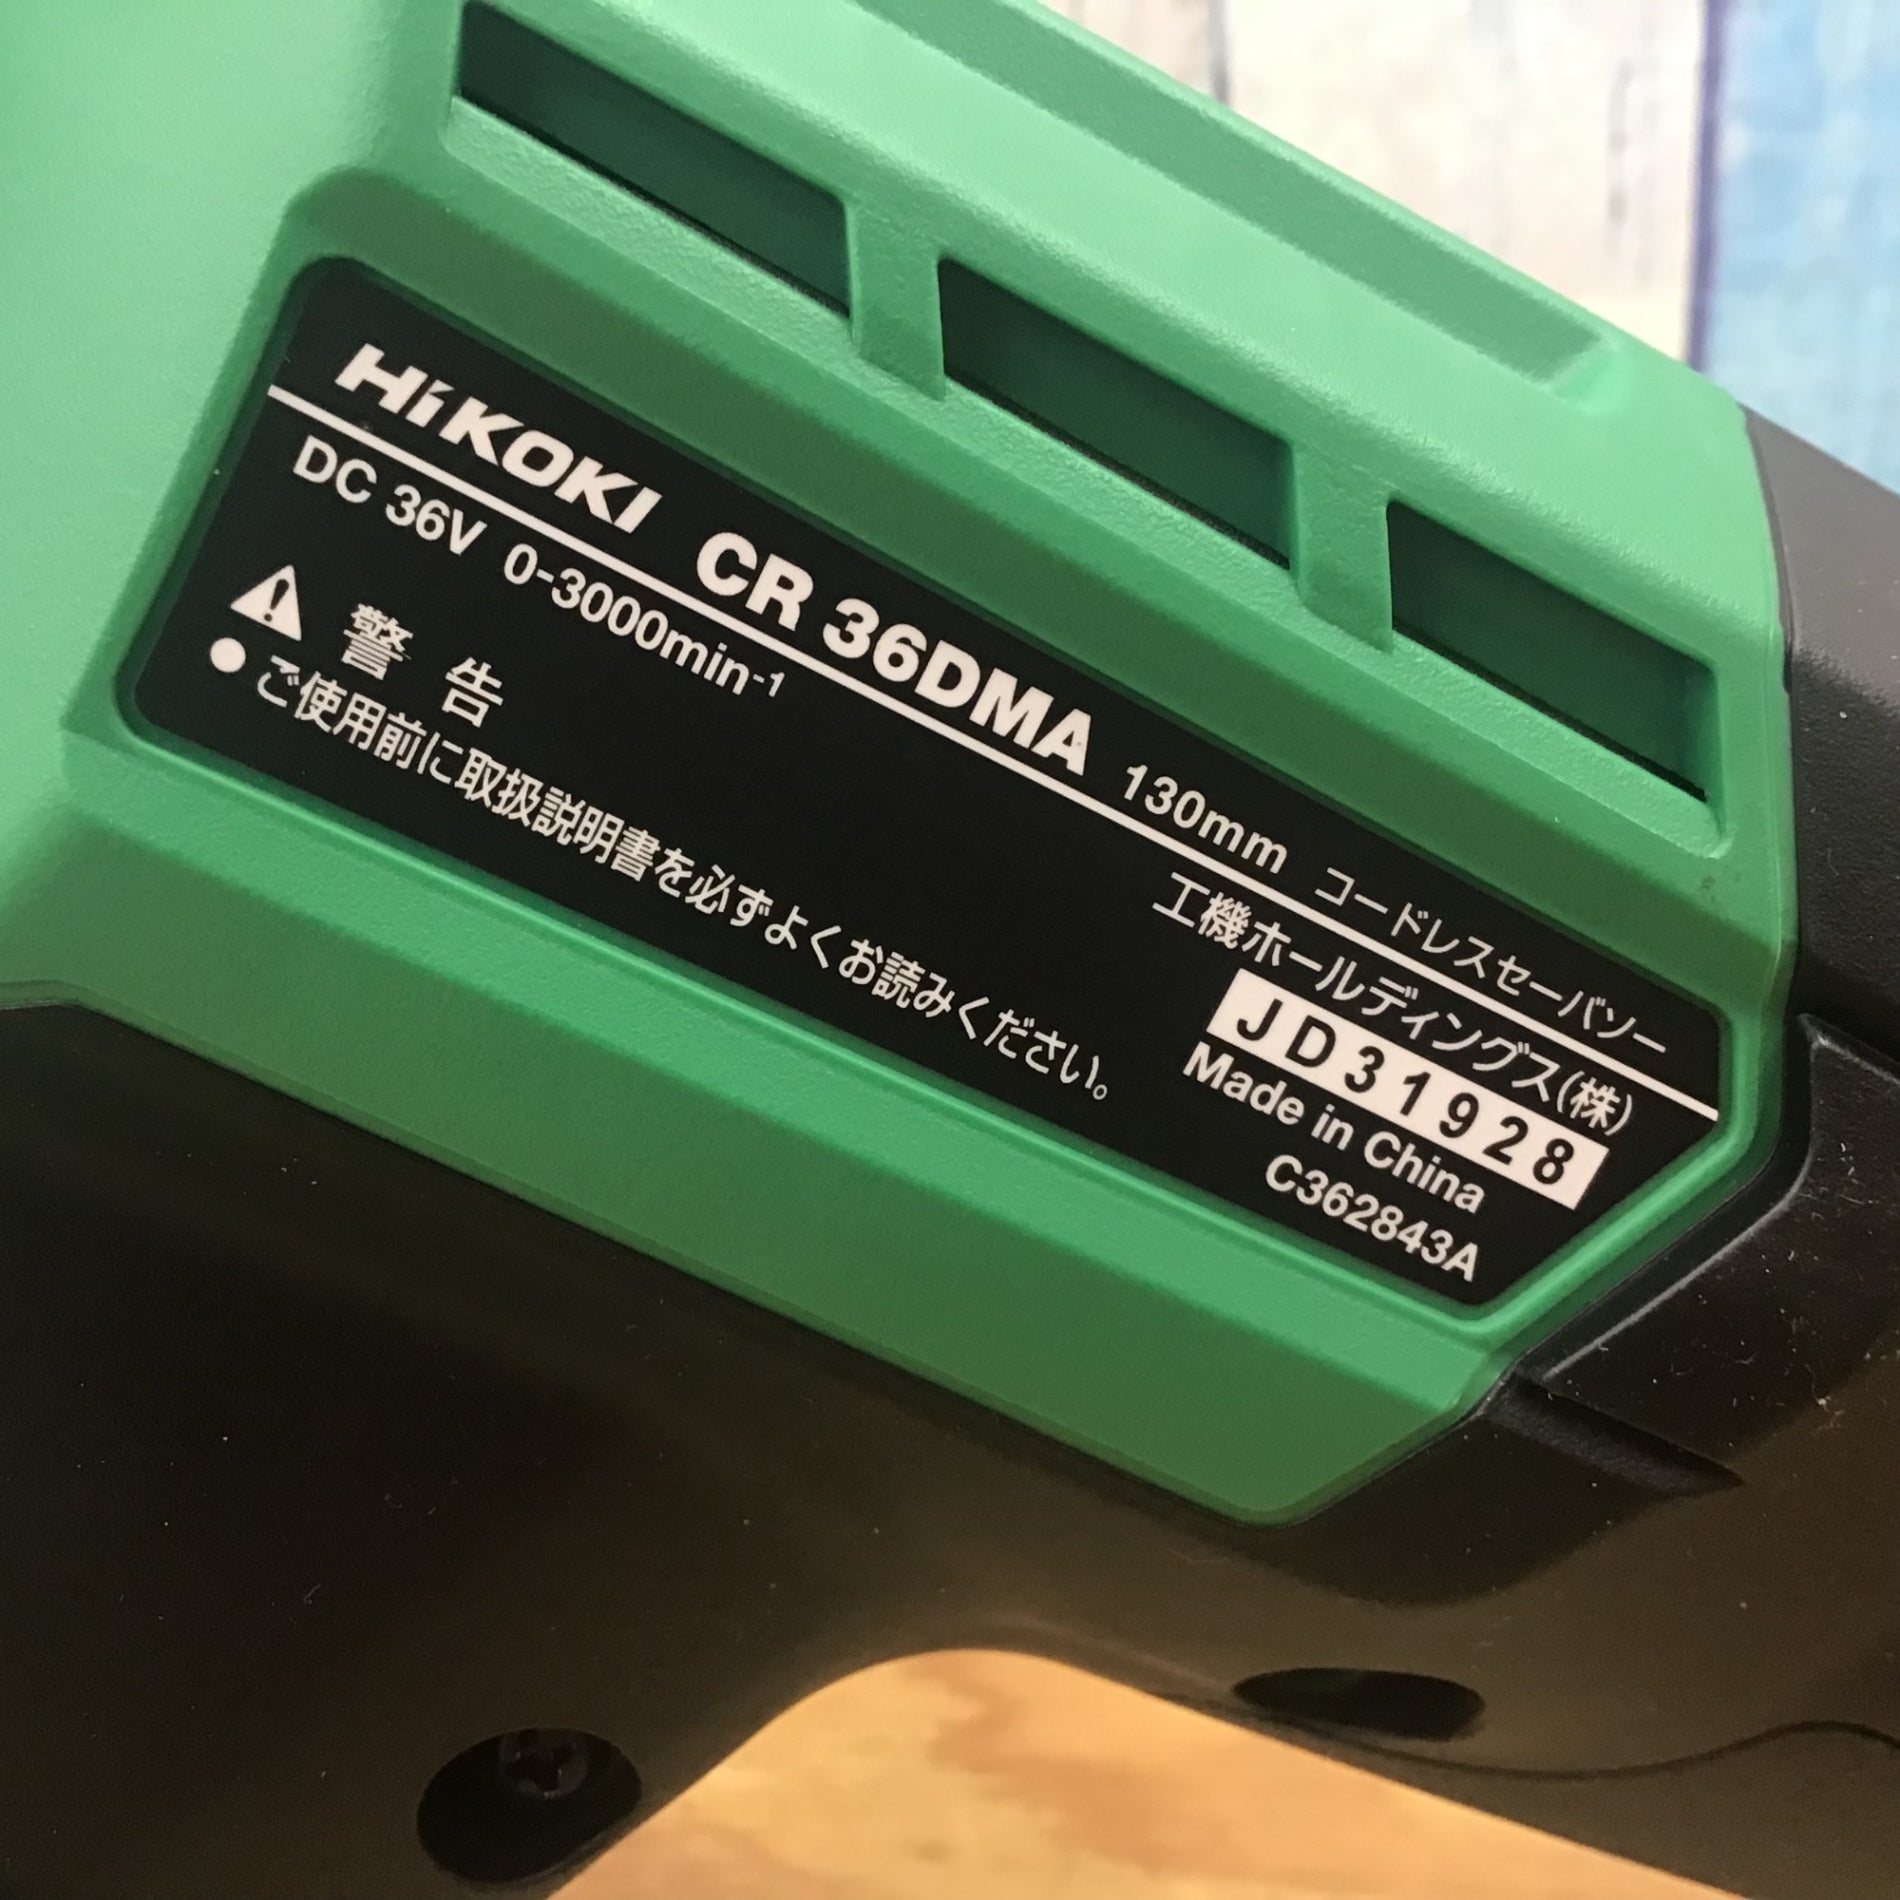 HiKOKI CR 36DMA 130mm コードレスセーバソー
DC 36V 0-3000min⁻¹
工機ホールディングス(株)
警告
●ご使用前に取扱説明書を必ずよくお読みください。
JD31928
Made in China
C362843A